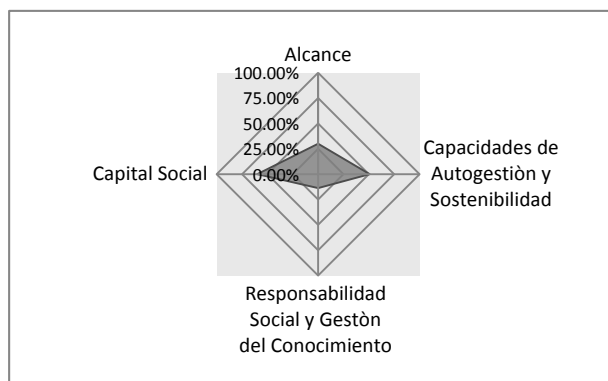 Alcance
100.00%
75.00%
50.00%
25.00%
0.00%
Capital Social
Capacidades de
Autogestiòn y
Sostenibilidad
Responsabilidad
Social y Gestòn
del Conocimiento